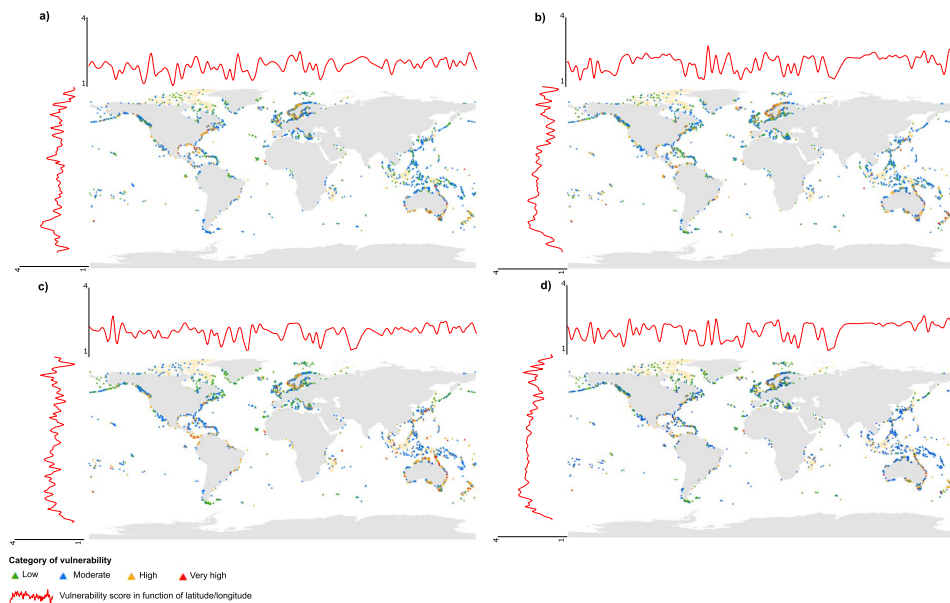 a)
4
1
4
1
b)
4
1
4
1
c)
4
1
4
1
d)
4
1
4
1
Category of vulnerability
Low Moderate High Very high
Vulnerability score in function of latitude/longitude